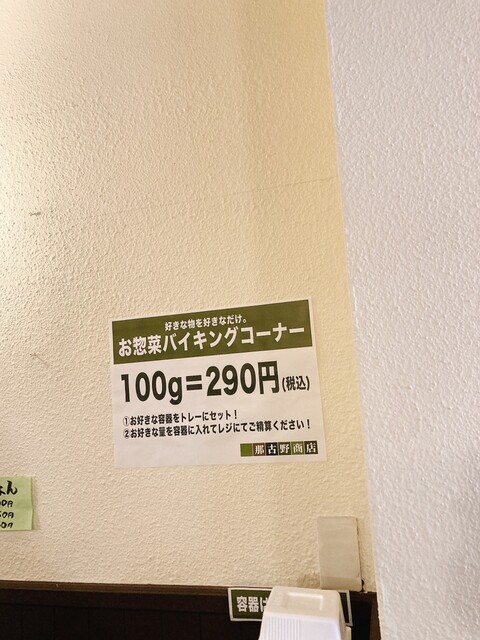 好きな物を好きなだけ。
お惣菜バイキングコーナー
100g=290円(税込)
①お好きな容器をトレーにセット！
②お好きな量を容器に入れてレジにてご精算ください！
那古野商店
容器は